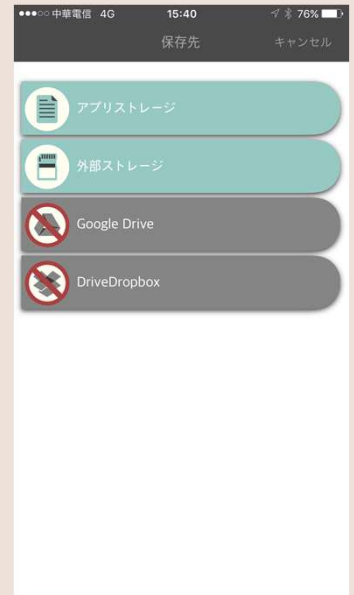 中華電信 4G 15:40 76%
保存先 キャンセル
アプリストレージ
外部ストレージ
Google Drive
DriveDropbox